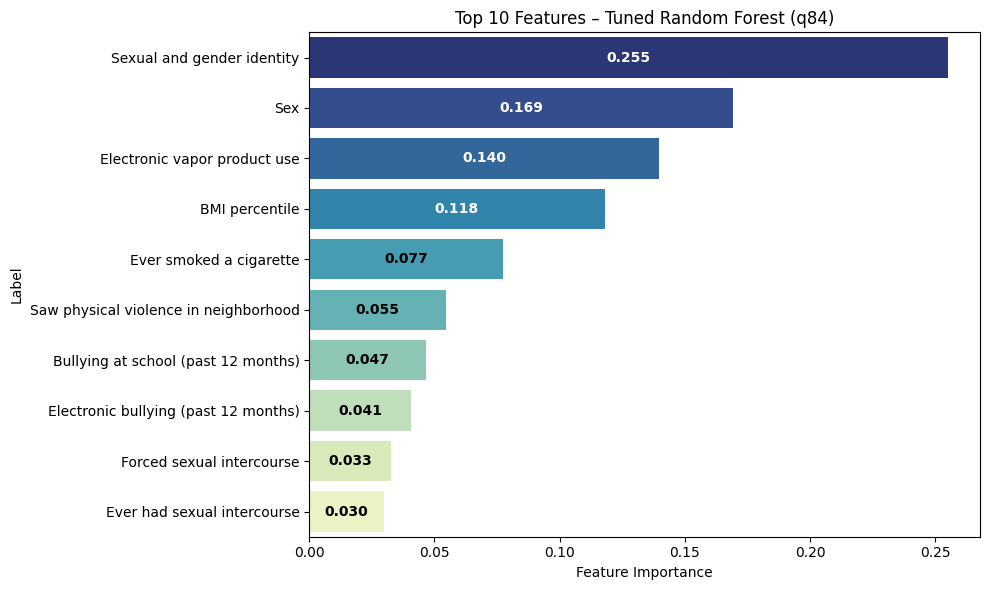 Top 10 Features – Tuned Random Forest (q84)
Sexual and gender identity
0.255
Sex
0.169
Electronic vapor product use
0.140
BMI percentile
0.118
Ever smoked a cigarette
0.077
Saw physical violence in neighborhood
0.055
Bullying at school (past 12 months)
0.047
Electronic bullying (past 12 months)
0.041
Forced sexual intercourse
0.033
Ever had sexual intercourse
0.030
Label
0.00 0.05 0.10 0.15 0.20 0.25
Feature Importance